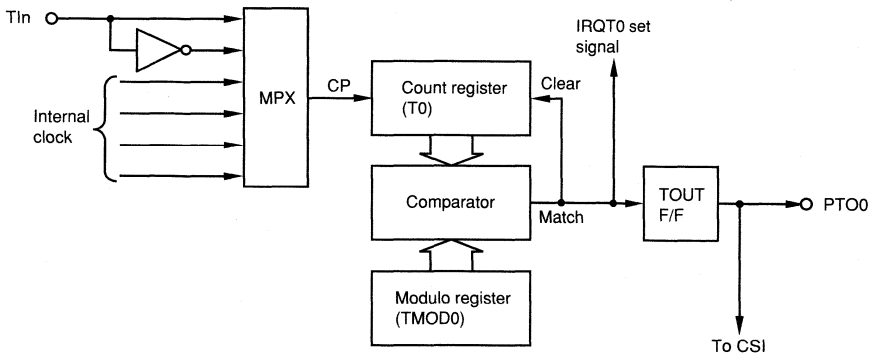 TIn
Internal
clock
MPX
CP
Count register
(T0)
Clear
IRQT0 set
signal
Comparator
Match
TOUT
F/F
PTO0
Modulo register
(TMOD0)
To CSI